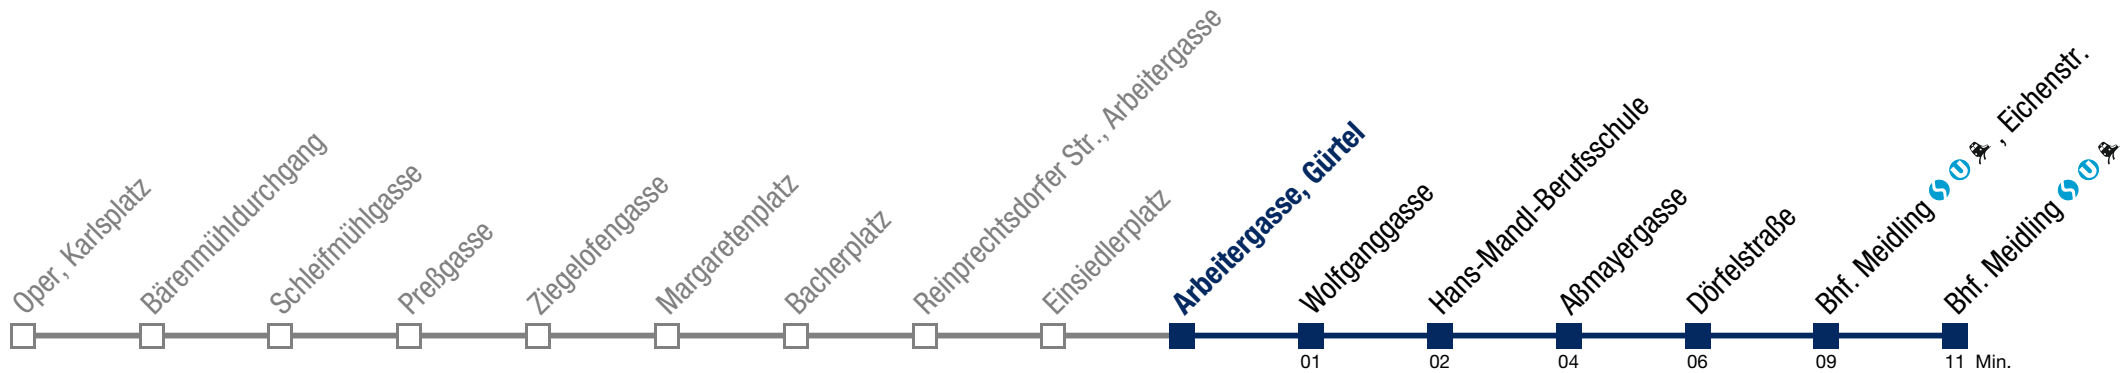 Oper, Karlsplatz
Bärenmühldurchgang
Schleifmühlgasse
Preßgasse
Ziegelofengasse
Margaretenplatz
Bacherplatz
Reinprechtsdorfer Str., Arbeitergasse
Einsiedlerplatz
Arbeitergasse, Gürtel
Wolfganggasse
Hans-Mandl-Berufsschule
Aßmayergasse
Dörfelstraße
Bhf. Meidling S U , Eichenstr.
Bhf. Meidling S U
01 02 04 06 09 11 Min.